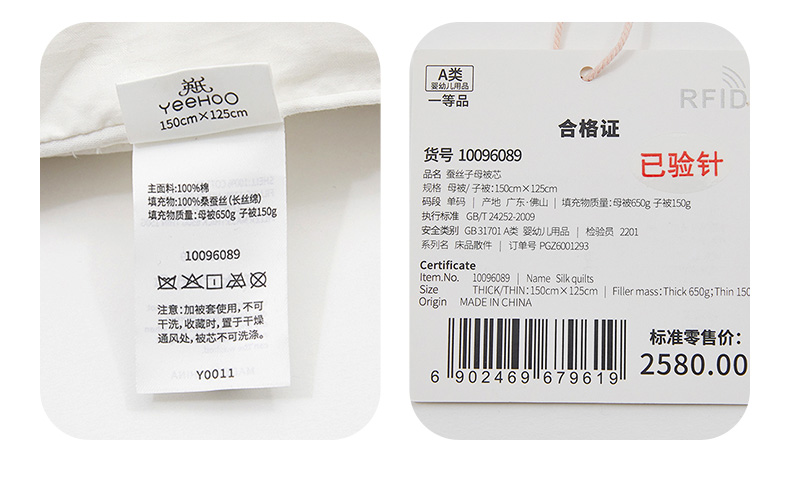 英氏
YeeHoO
150cm×125cm
主面料:100%棉
填充物:100%桑蚕丝(长丝绵)
填充物质量:母被650g 子被150g
10096089
注意:加被套使用,不可
干洗,收藏时,置于干燥
通风处,被芯不可洗涤。
Y0011
A类
婴幼儿用品
一等品
RFID
合格证
货号 10096089
已验针
品名 蚕丝子母被芯
规格 母被/子被:150cm×125cm
码段 单码 | 产地 广东·佛山 | 填充物质量:母被650g 子被150g
执行标准 GB/T 24252-2009
安全类别 GB 31701 A类 婴幼儿用品 | 检验员 2201
系列名 床品散件 | 订单号 PGZ6001293
Certificate
Item.No. 10096089 | Name Silk quilts
Size THICK/THIN:150cm×125cm | Filler mass:Thick 650g;Thin 150
Origin MADE IN CHINA
标准零售价:
2580.00
6 902469 679619